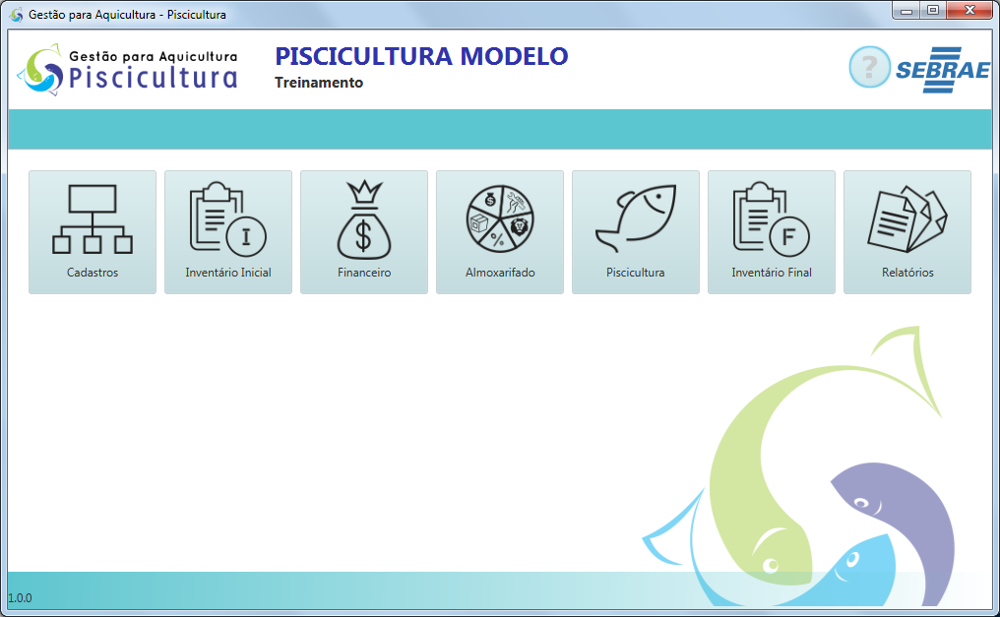 Gestão para Aquicultura - Piscicultura
Gestão para Aquicultura
Piscicultura
PISCICULTURA MODELO
Treinamento
?
SEBRAE
I
$
$
%
F
Cadastros
Inventário Inicial
Financeiro
Almoxarifado
Piscicultura
Inventário Final
Relatórios
1.0.0